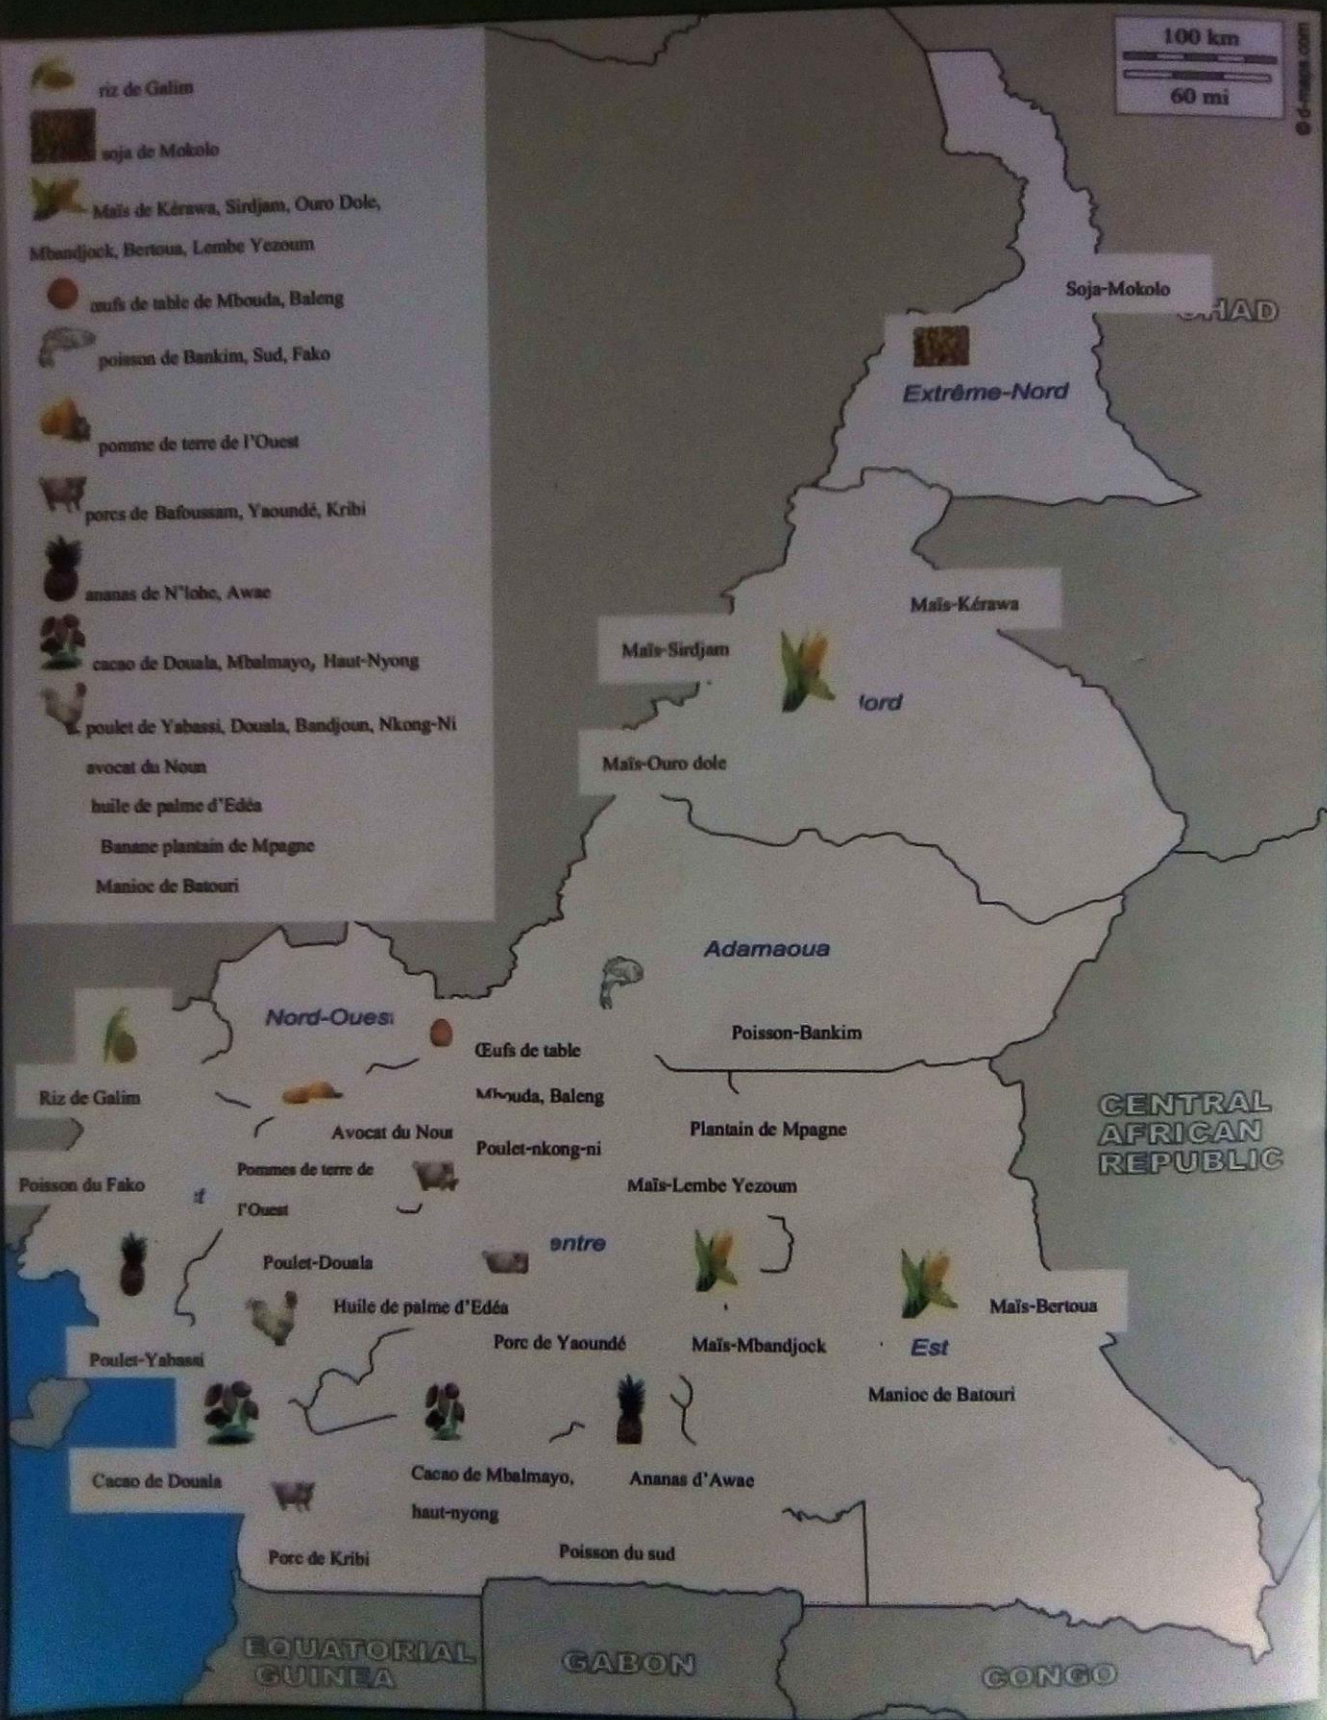 riz de Galim
soja de Mokolo
Maïs de Kérawa, Sirdjam, Ouro Dole,
Mbandjock, Bertoua, Lembe Yezoum
œufs de table de Mbouda, Baleng
poisson de Bankim, Sud, Fako
pomme de terre de l'Ouest
porcs de Bafoussam, Yaoundé, Kribi
ananas de N'lohe, Awae
cacao de Douala, Mbalmayo, Haut-Nyong
poulet de Yabassi, Douala, Bandjoun, Nkong-Ni
avocat du Noun
huile de palme d'Edéa
Banane plantain de Mpagne
Manioc de Batouri
100 km
60 mi
© d-maps.com
Soja-Mokolo
HAD
Extrême-Nord
Maïs-Kérawa
Maïs-Sirdjam
ord
Maïs-Ouro dole
Adamaoua
Poisson-Bankim
Nord-Ouest
Œufs de table
Mbouda, Baleng
Riz de Galim
Avocat du Noun
Poulet-nkong-ni
Plantain de Mpagne
CENTRAL
AFRICAN
REPUBLIC
Poisson du Fako
Pommes de terre de
l'Ouest
Maïs-Lembe Yezoum
entre
Poulet-Douala
Huile de palme d'Edéa
Maïs-Bertoua
Poulet-Yabassi
Porc de Yaoundé
Maïs-Mbandjock
Est
Manioc de Batouri
Cacao de Douala
Cacao de Mbalmayo,
haut-nyong
Ananas d'Awae
Porc de Kribi
Poisson du sud
EQUATORIAL
GUINEA
GABON
CONGO